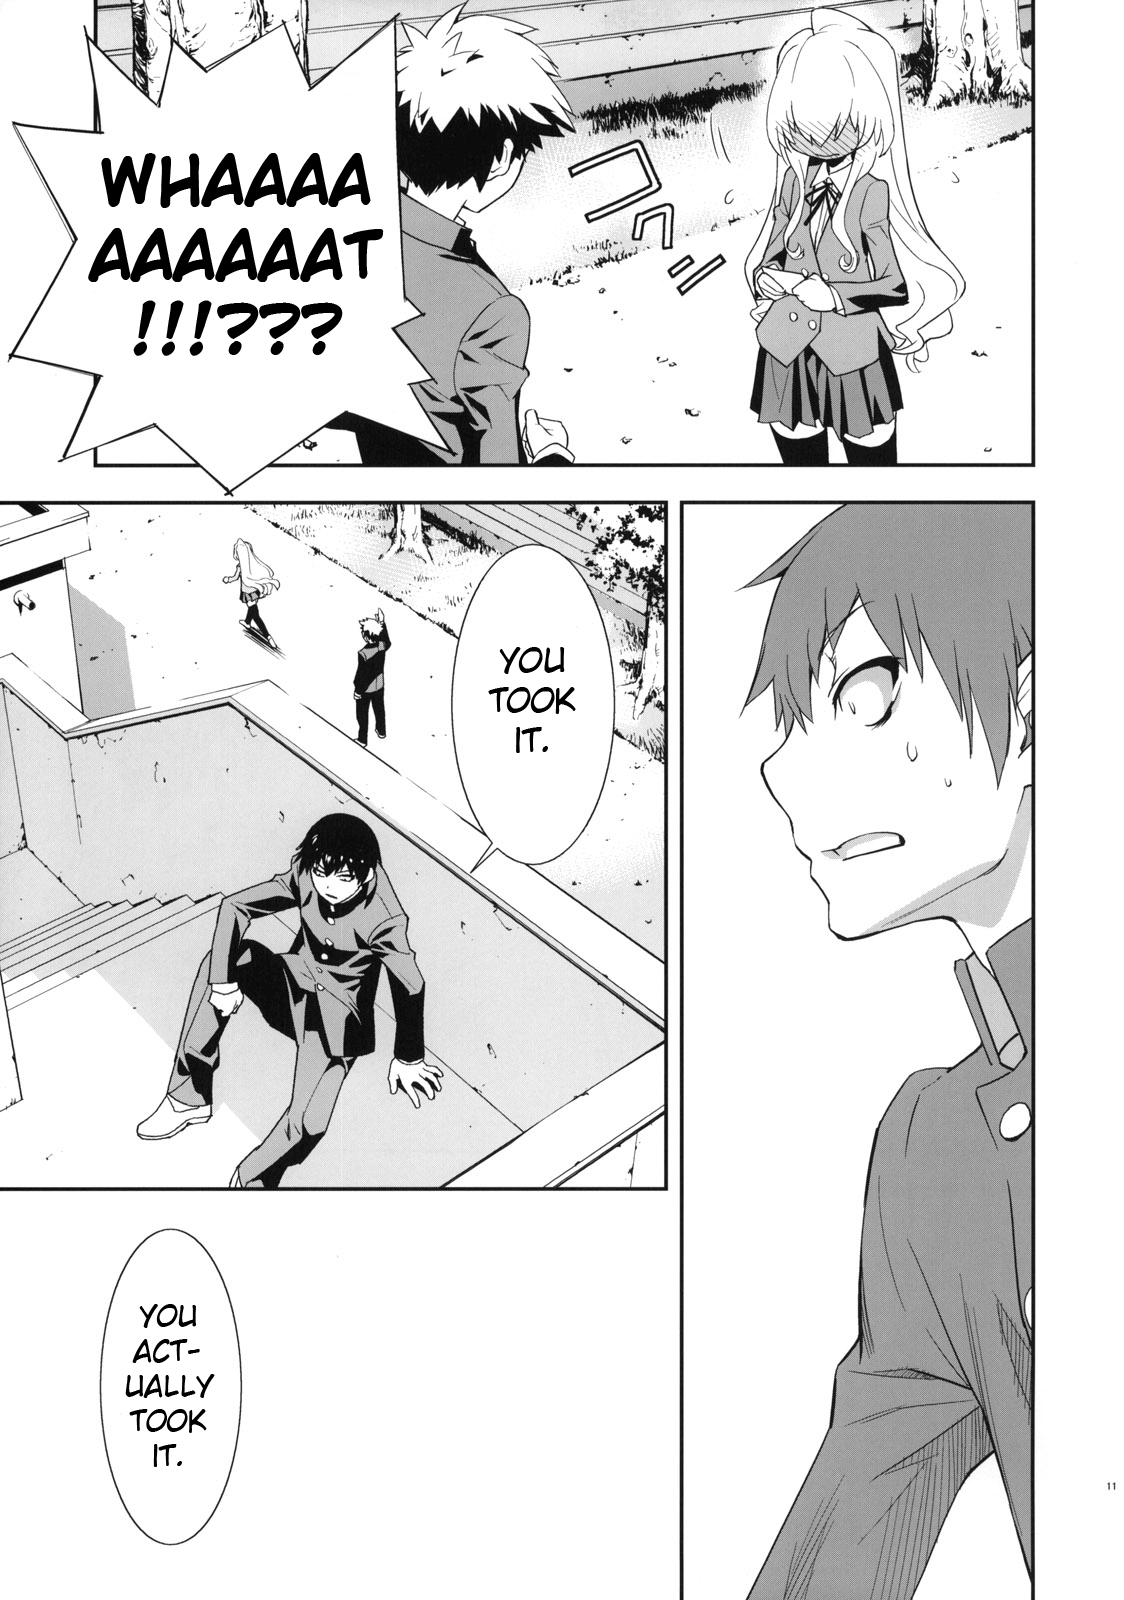 WHAAAA
AAAAAAT
!!!???
コクン
YOU
TOOK
IT.
YOU
ACT-
UALLY
TOOK
IT.
11